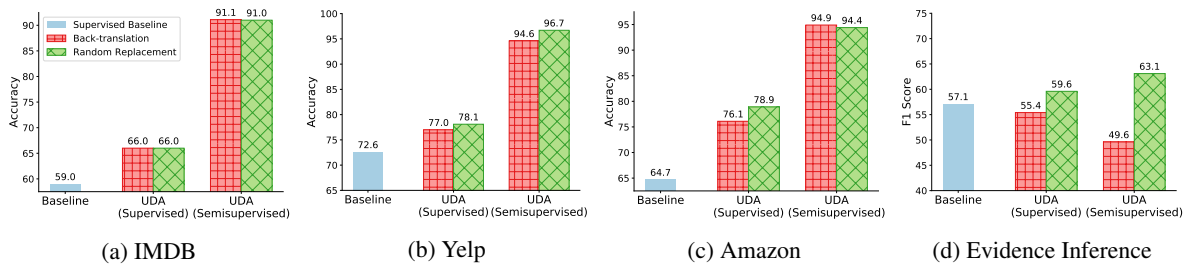 Accuracy
90
85
80
75
70
65
60
Supervised Baseline
Back-translation
Random Replacement
59.0
66.0 66.0
91.1 91.0
Baseline UDA UDA
(Supervised) (Semisupervised)
(a) IMDB
Accuracy
100
95
90
85
80
75
70
65
72.6
77.0 78.1
94.6 96.7
Baseline UDA UDA
(Supervised) (Semisupervised)
(b) Yelp
Accuracy
95
90
85
80
75
70
65
64.7
76.1 78.9
94.9 94.4
Baseline UDA UDA
(Supervised) (Semisupervised)
(c) Amazon
F1 Score
75
70
65
60
55
50
45
40
57.1
55.4 59.6
49.6 63.1
Baseline UDA UDA
(Supervised) (Semisupervised)
(d) Evidence Inference